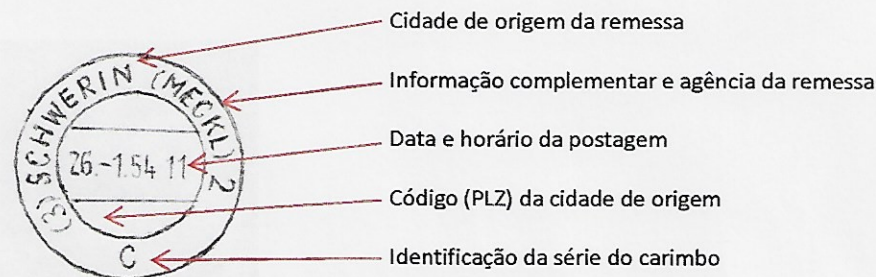 Cidade de origem da remessa
Informação complementar e agência da remessa
Data e horário da postagem
Código (PLZ) da cidade de origem
Identificação da série do carimbo
(3) SCHWERIN (MECKL) 2
26.-1.54 11
C